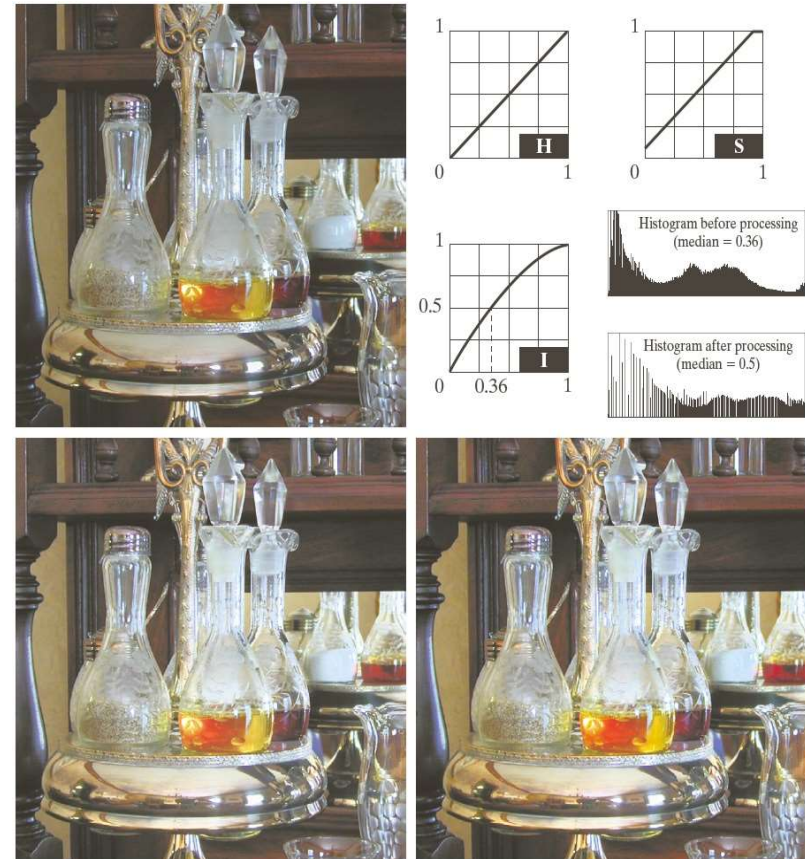 1
H
0
1
1
S
0
1
1
0.5
I
0
0.36
1
Histogram before processing
(median = 0.36)
Histogram after processing
(median = 0.5)